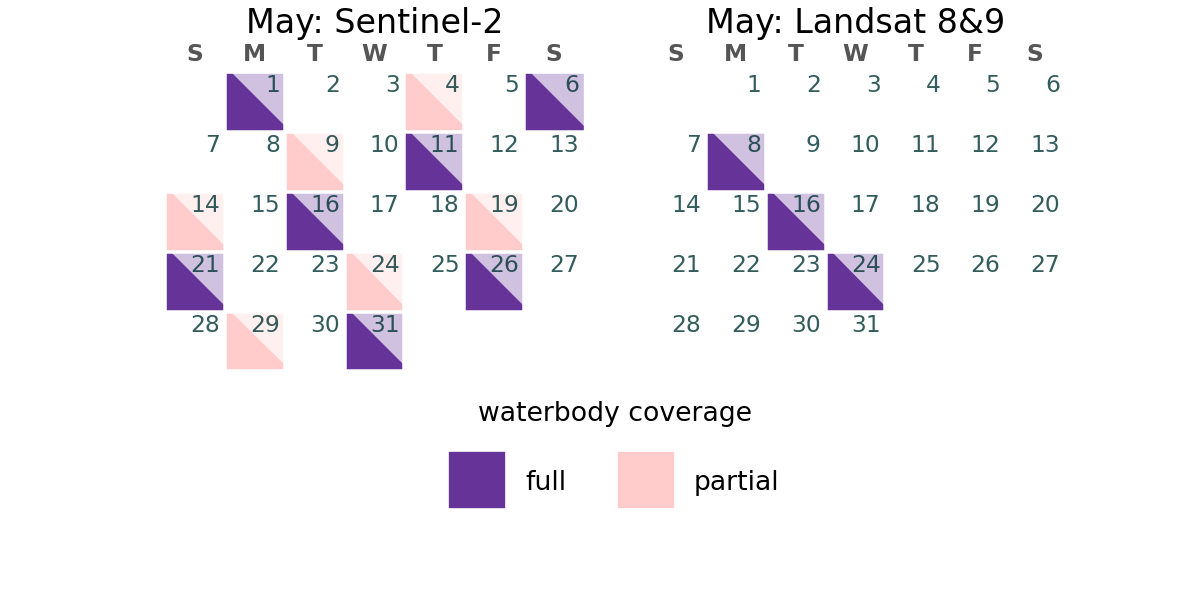 May: Sentinel-2
S M T W T F S
1 2 3 4 5 6
7 8 9 10 11 12 13
14 15 16 17 18 19 20
21 22 23 24 25 26 27
28 29 30 31
May: Landsat 8&9
S M T W T F S
1 2 3 4 5 6
7 8 9 10 11 12 13
14 15 16 17 18 19 20
21 22 23 24 25 26 27
28 29 30 31
waterbody coverage
full
partial